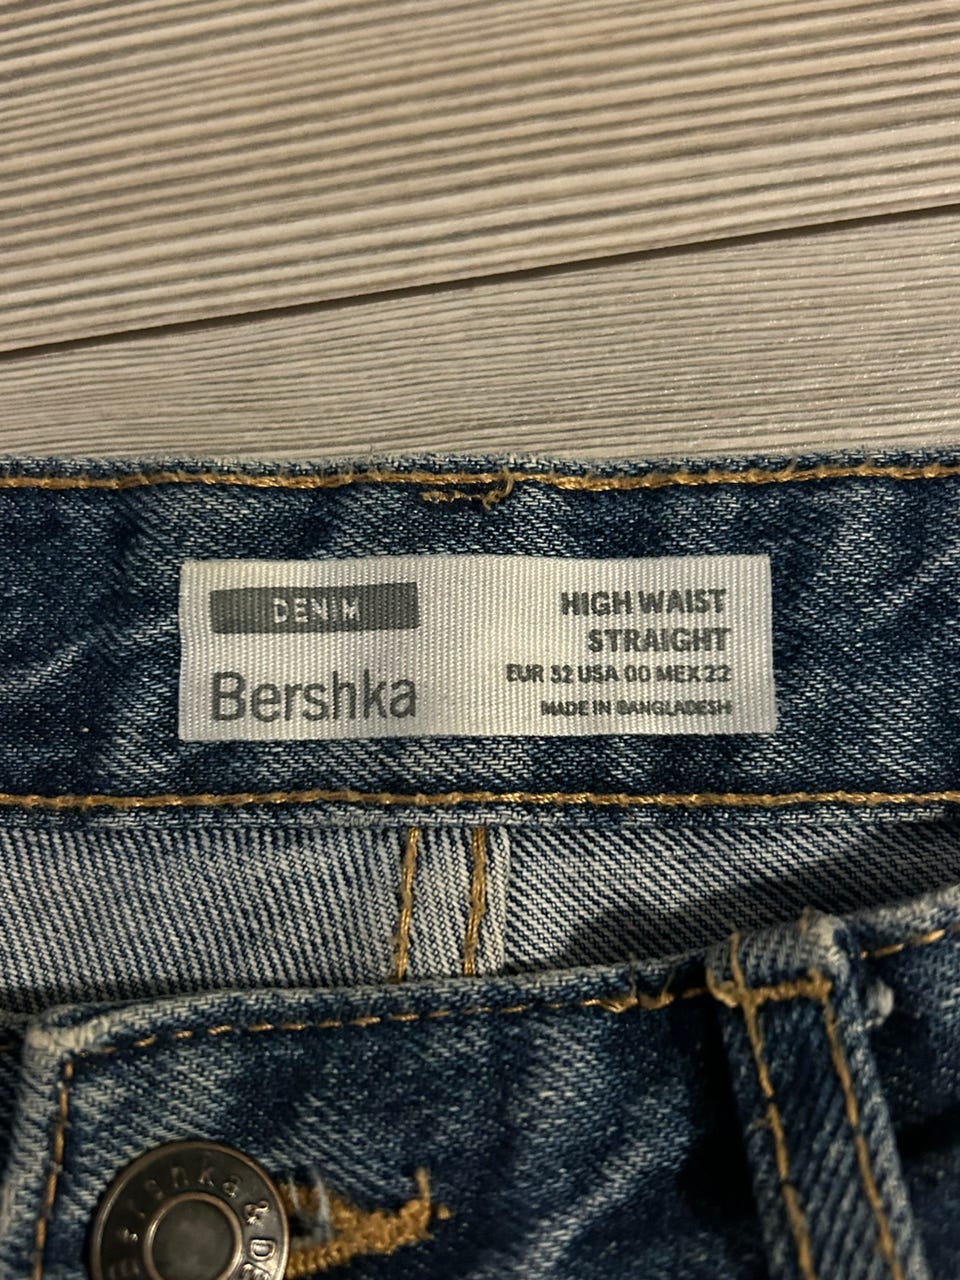 DENIM
Bershka
HIGH WAIST
STRAIGHT
EUR 32 USA 00 MEX 22
MADE IN BANGLADESH